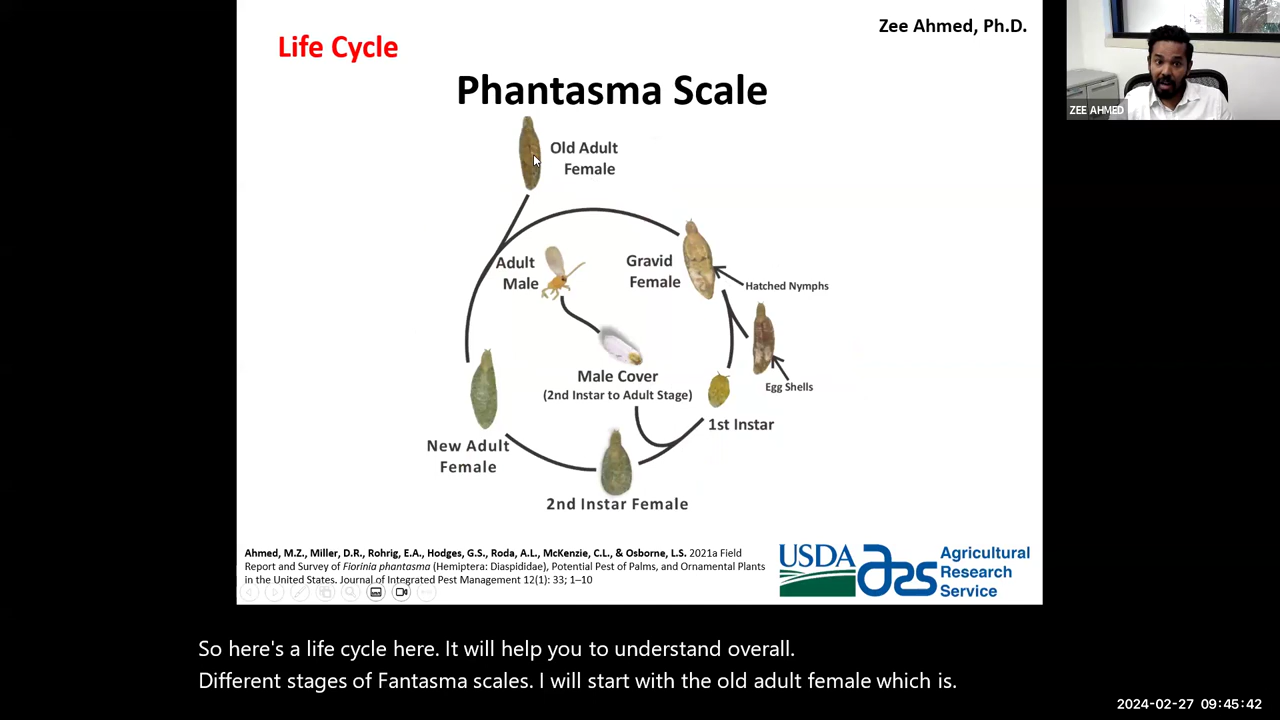 Life Cycle
Zee Ahmed, Ph.D.
Phantasma Scale
ZEE AHMED
Old Adult
Female
Adult
Male
Gravid
Female
Hatched Nymphs
Male Cover
(2nd Instar to Adult Stage)
Egg Shells
1st Instar
New Adult
Female
2nd Instar Female
Ahmed, M.Z., Miller, D.R., Rohrig, E.A., Hodges, G.S., Roda, A.L., McKenzie, C.L., & Osborne, L.S. 2021a Field
Report and Survey of Fiorinia phantasma (Hemiptera: Diaspididae), Potential Pest of Palms, and Ornamental Plants
in the United States. Journal of Integrated Pest Management 12(1): 33; 1–10
USDA
ars
Agricultural
Research
Service
So here's a life cycle here. It will help you to understand overall.
Different stages of Fantasma scales. I will start with the old adult female which is.
2024-02-27 09:45:42